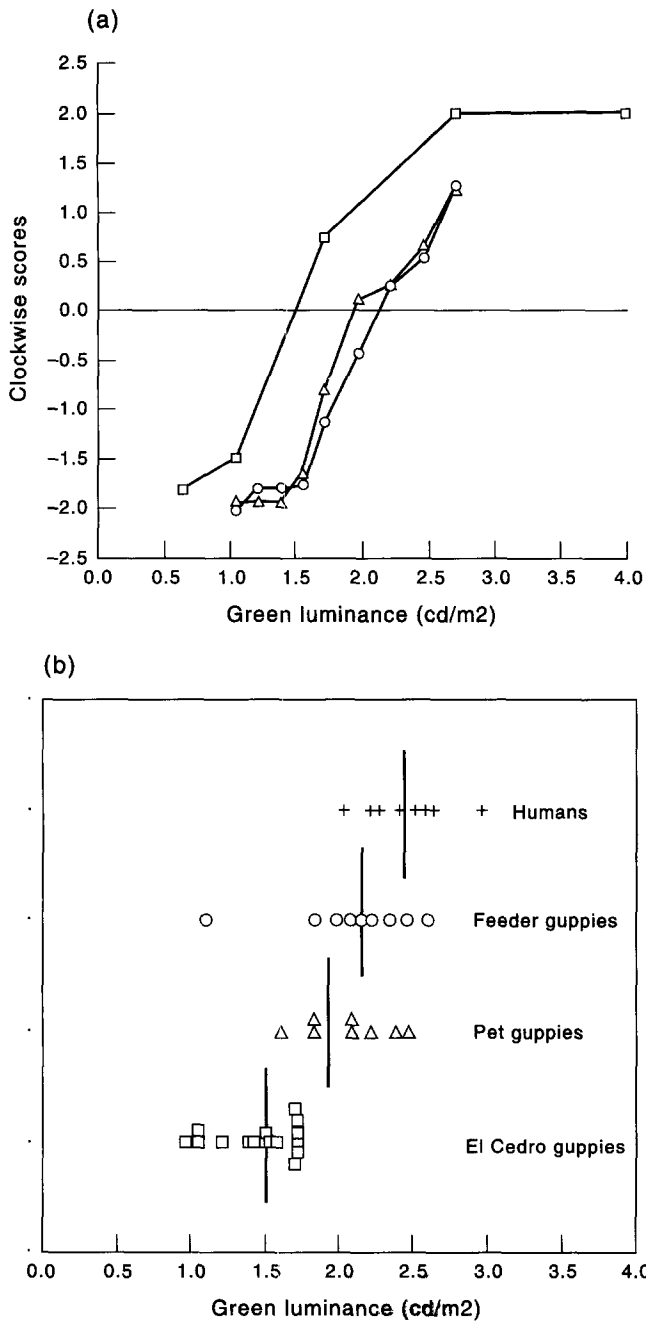 (a)
2.5
2.0
1.5
1.0
0.5
0.0
−0.5
−1.0
−1.5
−2.0
−2.5
Clockwise scores
0.0 0.5 1.0 1.5 2.0 2.5 3.0 3.5 4.0
Green luminance (cd/m2)
(b)
Humans
Feeder guppies
Pet guppies
El Cedro guppies
0.0 0.5 1.0 1.5 2.0 2.5 3.0 3.5 4.0
Green luminance (cd/m2)